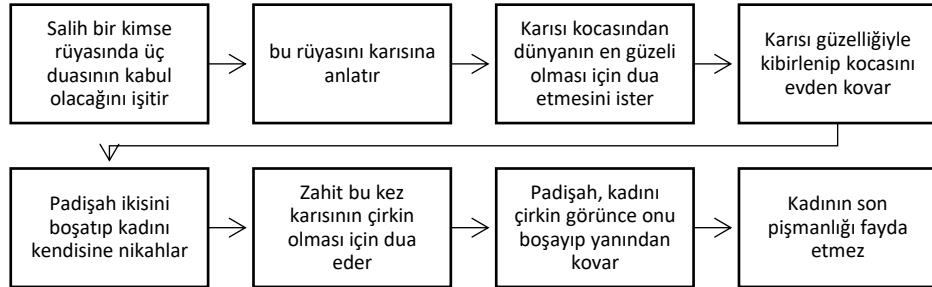 Salih bir kimse
rüyasında üç
duasının kabul
olacağını işitir
bu rüyasını karısına
anlatır
Karısı kocasından
dünyanın en güzeli
olması için dua
etmesini ister
Karısı güzelliğiyle
kibirlenip kocasını
evden kovar
Padişah ikisini
boşatıp kadını
kendisine nikahlar
Zahit bu kez
karısının çirkin
olması için dua
eder
Padişah, kadını
çirkin görünce onu
boşayıp yanından
kovar
Kadının son
pişmanlığı fayda
etmez